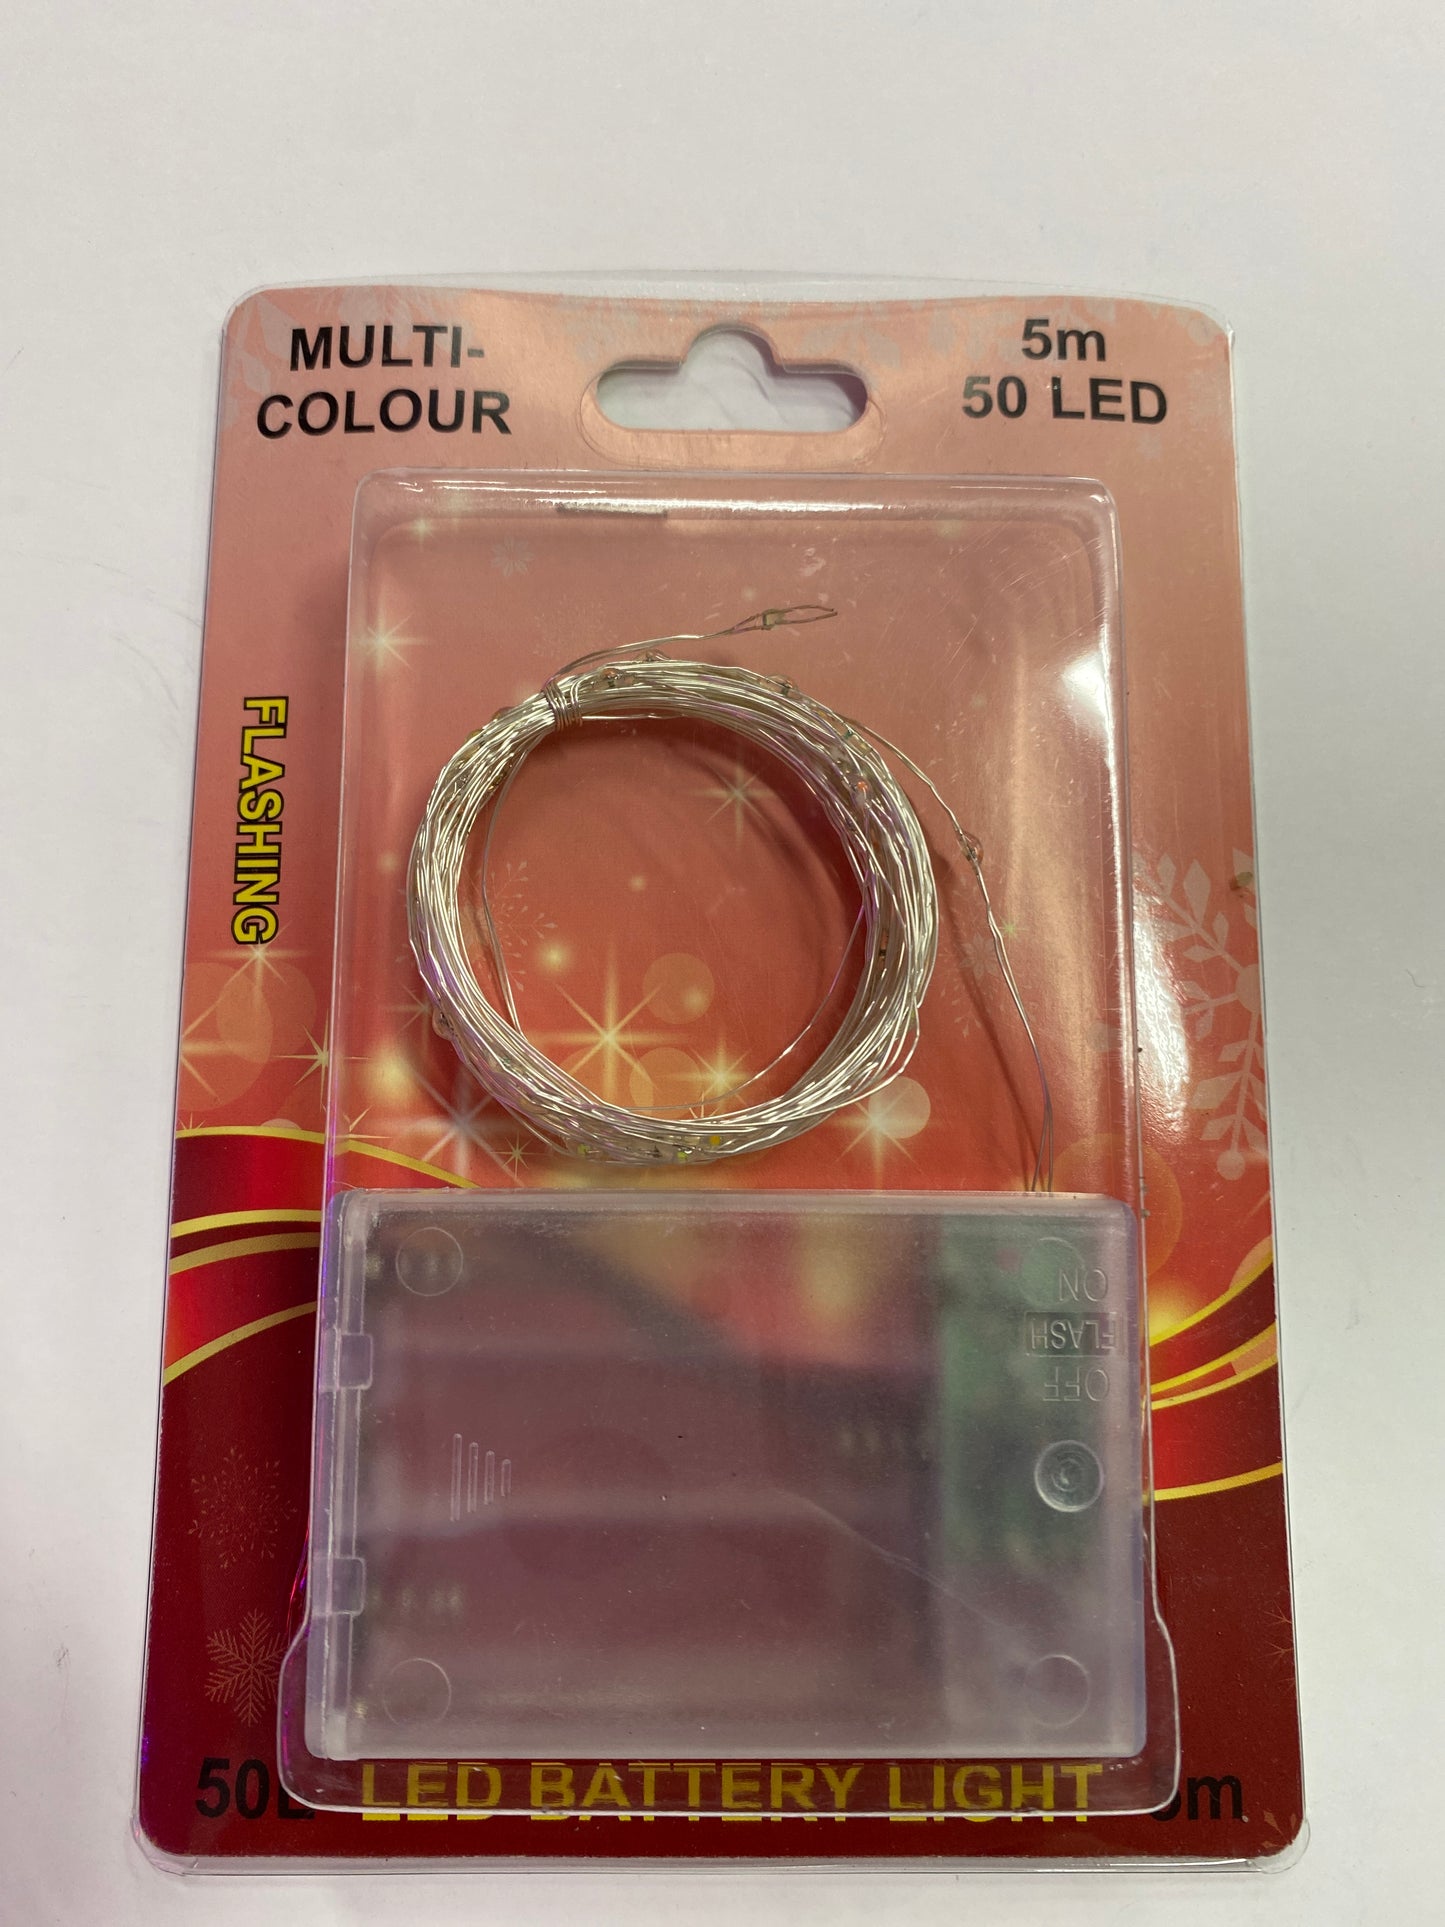 MULTI-
COLOUR
5m
50 LED
FLASHING
ON
FLASH
OFF
LED BATTERY LIGHT